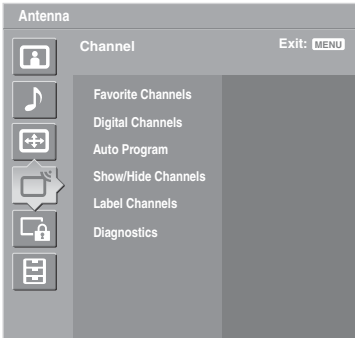 Antenna
Channel Exit: MENU
Favorite Channels
Digital Channels
Auto Program
Show/Hide Channels
Label Channels
Diagnostics